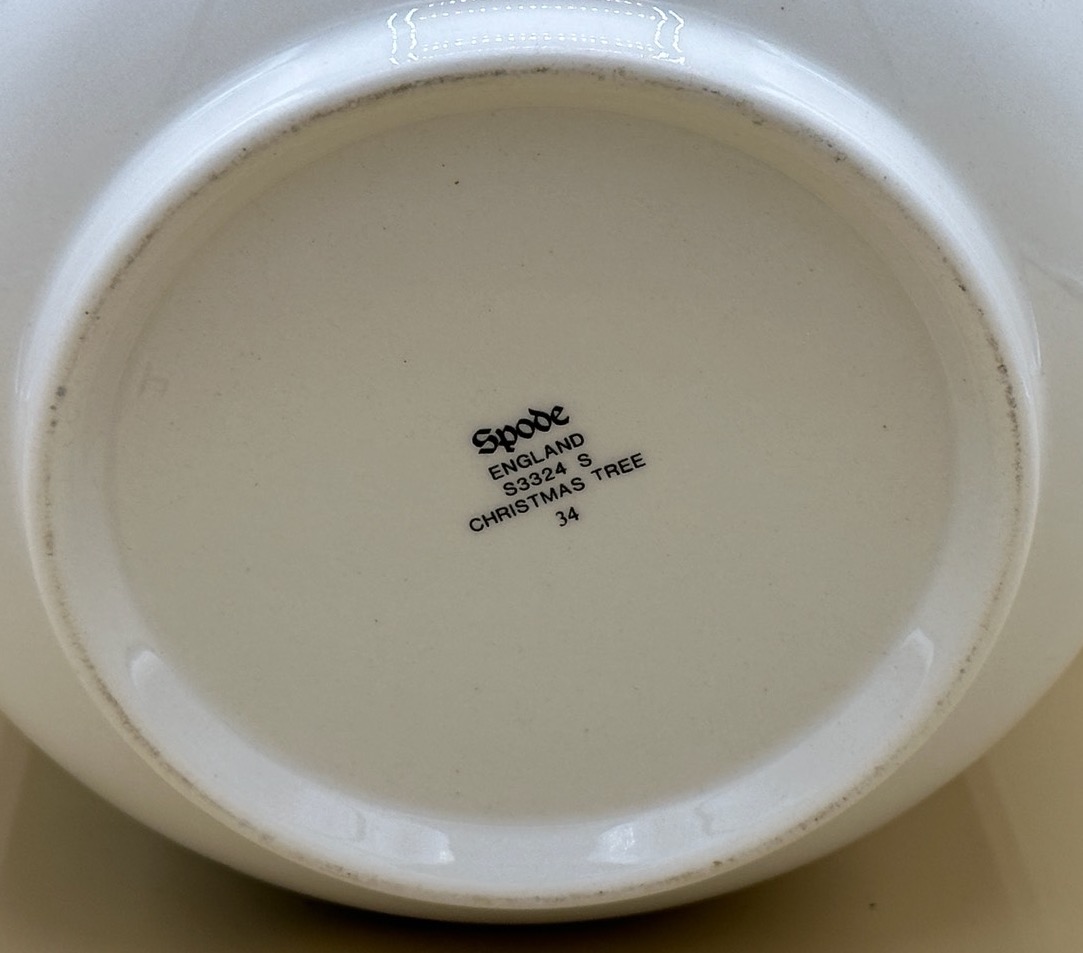 Spode
ENGLAND
S3324 S
CHRISTMAS TREE
34